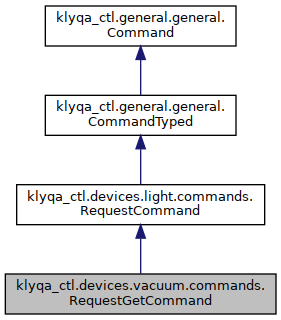 klyqa_ctl.general.general.
Command
klyqa_ctl.general.general.
CommandTyped
klyqa_ctl.devices.light.commands.
RequestCommand
klyqa_ctl.devices.vacuum.commands.
RequestGetCommand